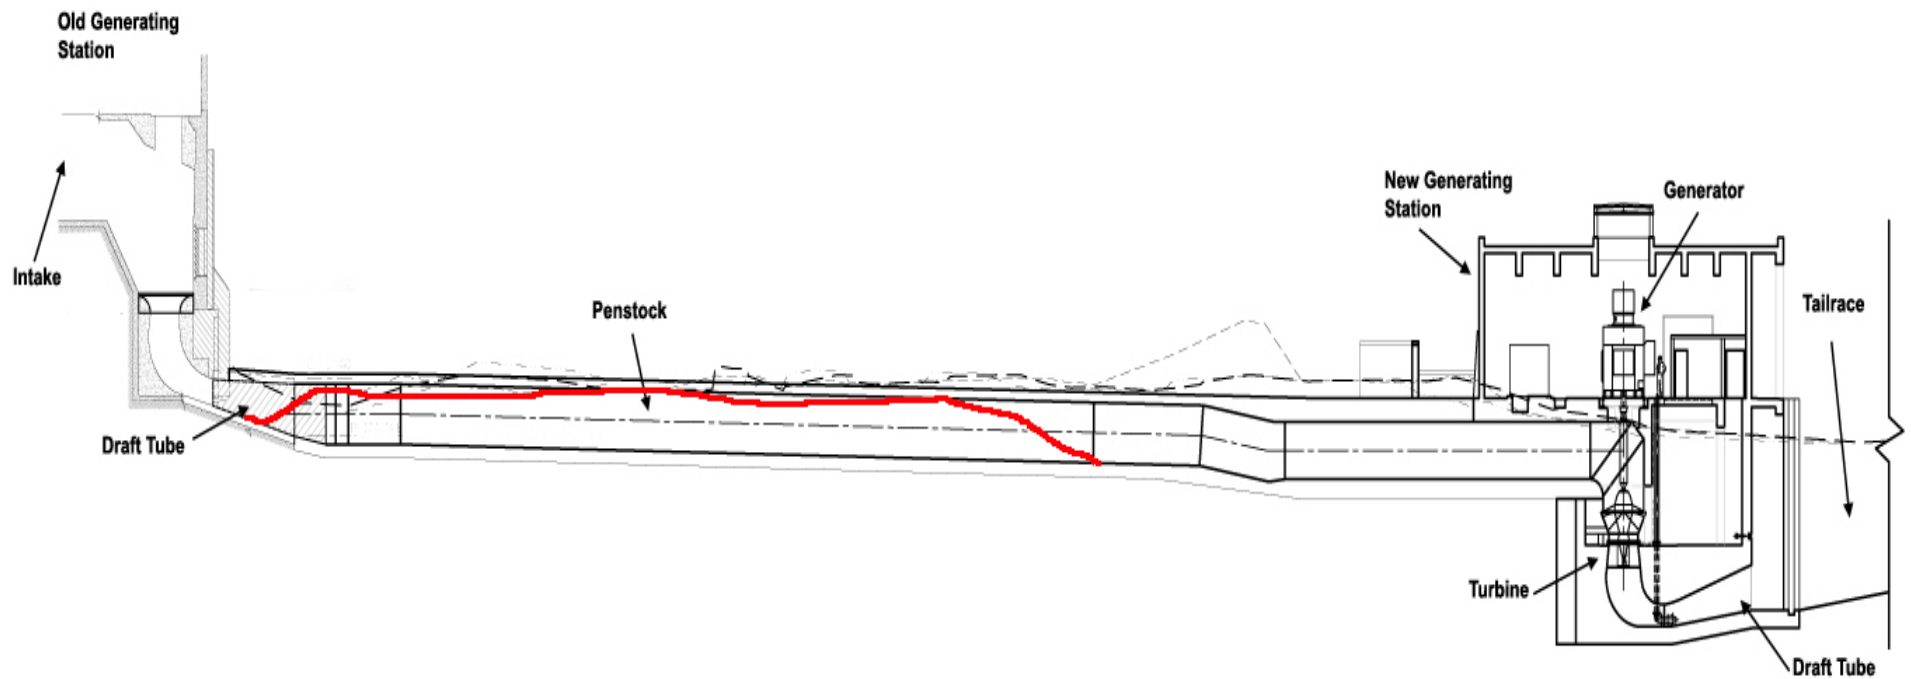 Old Generating
Station
Intake
Draft Tube
Penstock
New Generating
Station
Generator
Tailrace
Turbine
Draft Tube